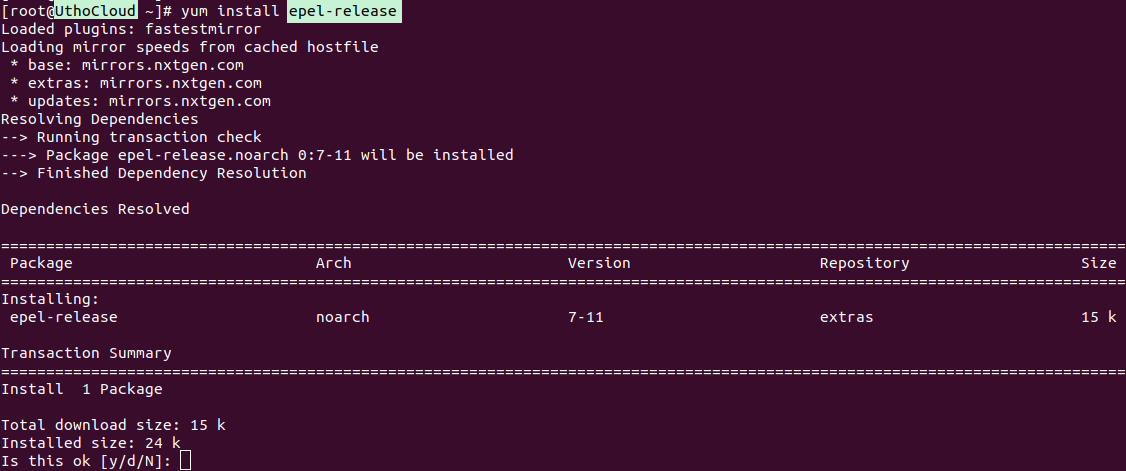 [root@UthoCloud ~]# yum install epel-release
Loaded plugins: fastestmirror
Loading mirror speeds from cached hostfile
 * base: mirrors.nxtgen.com
 * extras: mirrors.nxtgen.com
 * updates: mirrors.nxtgen.com
Resolving Dependencies
--> Running transaction check
---> Package epel-release.noarch 0:7-11 will be installed
--> Finished Dependency Resolution

Dependencies Resolved

=============================================================================================================================
 Package                           Arch                           Version                     Repository                   Size
=============================================================================================================================
Installing:
 epel-release                      noarch                         7-11                        extras                       15 k

Transaction Summary
=============================================================================================================================
Install  1 Package

Total download size: 15 k
Installed size: 24 k
Is this ok [y/d/N]: